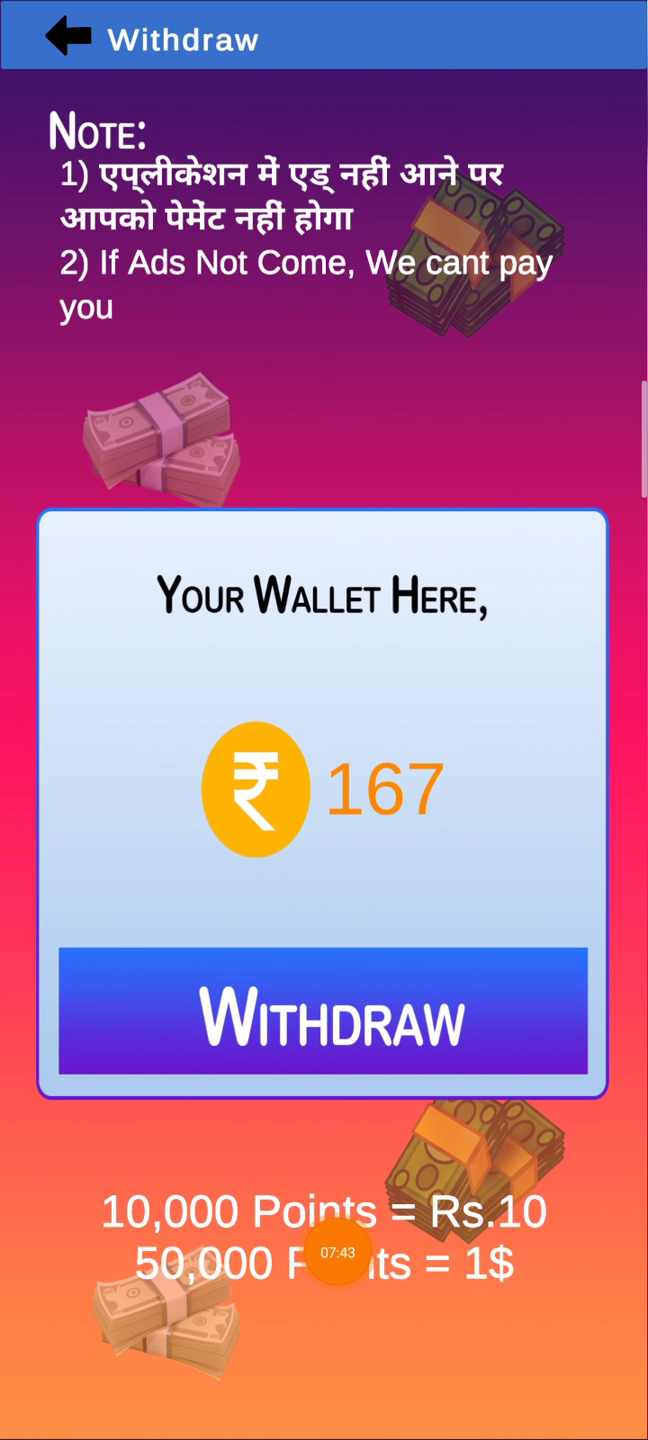 Withdraw
NOTE:
1) एप्लीकेशन में एड् नहीं आने पर
आपको पेमेंट नहीं होगा
2) If Ads Not Come, We cant pay
you
YOUR WALLET HERE,
₹ 167
WITHDRAW
10,000 Points = Rs.10
50,000 = 1$
07:43